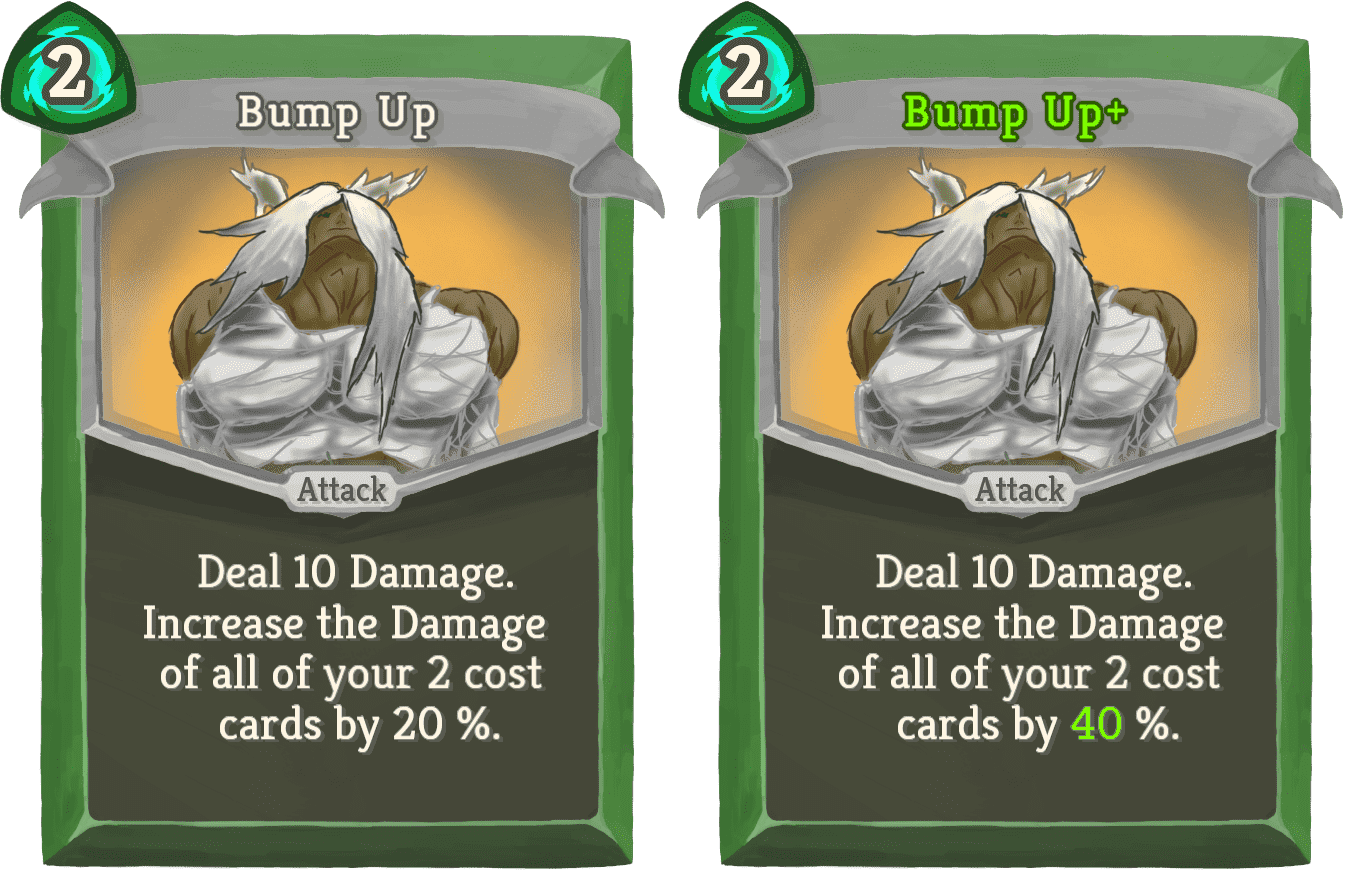 2
Bump Up
Attack
Deal 10 Damage.
Increase the Damage
of all of your 2 cost
cards by 20 %.
2
Bump Up+
Attack
Deal 10 Damage.
Increase the Damage
of all of your 2 cost
cards by 40 %.